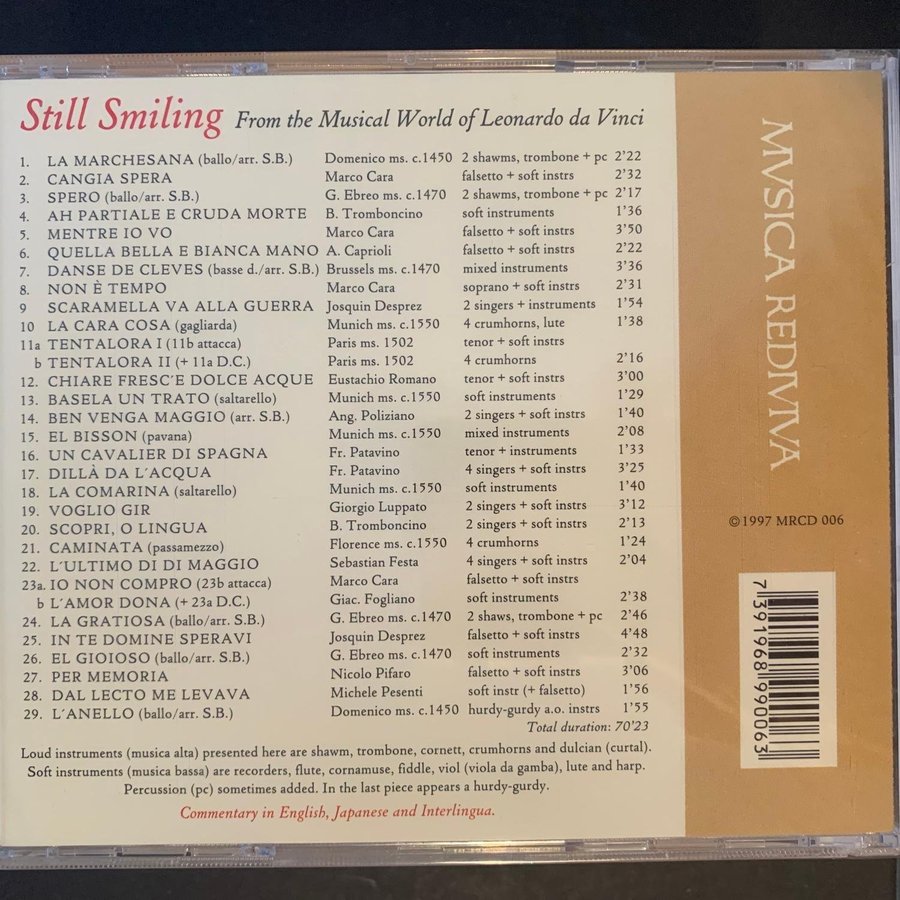 Still Smiling From the Musical World of Leonardo da Vinci
1. LA MARCHESANA (ballo/arr. S.B.) Domenico ms. c.1450 2 shawms, trombone + pc 2'22
2. CANGIA SPERA Marco Cara falsetto + soft instrs 2'32
3. SPERO (ballo/arr. S.B.) G. Ebreo ms. c.1470 2 shawms, trombone + pc 2'17
4. AH PARTIALE E CRUDA MORTE B. Tromboncino soft instruments 1'36
5. MENTRE IO VO Marco Cara falsetto + soft instrs 3'50
6. QUELLA BELLA E BIANCA MANO A. Caprioli falsetto + soft instrs 2'22
7. DANSE DE CLEVES (basse d./arr. S.B.) Brussels ms. c.1470 mixed instruments 3'36
8. NON È TEMPO Marco Cara soprano + soft instrs 2'31
9 SCARAMELLA VA ALLA GUERRA Josquin Desprez 2 singers + instruments 1'54
10 LA CARA COSA (gagliarda) Munich ms. c.1550 4 crumhorns, lute 1'38
11a TENTALORA I (11b attacca) Paris ms. 1502 tenor + soft instrs
b TENTALORA II (+ 11a D.C.) Paris ms. 1502 4 crumhorns 2'16
12. CHIARE FRESC'E DOLCE ACQUE Eustachio Romano tenor + soft instrs 3'00
13. BASELA UN TRATO (saltarello) Munich ms. c.1550 soft instruments 1'29
14. BEN VENGA MAGGIO (arr. S.B.) Ang. Poliziano 2 singers + soft instrs 1'40
15. EL BISSON (pavana) Munich ms. c.1550 mixed instruments 2'08
16. UN CAVALIER DI SPAGNA Fr. Patavino tenor + instruments 1'33
17. DILLÀ DA L´ACQUA Fr. Patavino 4 singers + soft instrs 3'25
18. LA COMARINA (saltarello) Munich ms. c.1550 soft instruments 1'40
19. VOGLIO GIR Giorgio Luppato 2 singers + soft instrs 3'12
20. SCOPRI, O LINGUA B. Tromboncino 2 singers + soft instrs 2'13
21. CAMINATA (passamezzo) Florence ms. c.1550 4 crumhorns 1'24
22. L'ULTIMO DI DI MAGGIO Sebastian Festa 4 singers + soft instrs 2'04
23a. IO NON COMPRO (23b attacca) Marco Cara falsetto + soft instrs
b L´AMOR DONA (+ 23a D.C.) Giac. Fogliano soft instruments 2'38
24. LA GRATIOSA (ballo/arr. S.B.) G. Ebreo ms. c.1470 2 shaws, trombone + pc 2'46
25. IN TE DOMINE SPERAVI Josquin Desprez falsetto + soft instrs 4'48
26. EL GIOIOSO (ballo/arr. S.B.) G. Ebreo ms. c.1470 soft instruments 2'32
27. PER MEMORIA Nicolo Pifaro falsetto + soft instrs 3'06
28. DAL LECTO ME LEVAVA Michele Pesenti soft instr (+ falsetto) 1'56
29. L´ANELLO (ballo/arr. S.B.) Domenico ms. c.1450 hurdy-gurdy a.o. instrs 1'55
Total duration: 70'23
Loud instruments (musica alta) presented here are shawm, trombone, cornett, crumhorns and dulcian (curtal).
Soft instruments (musica bassa) are recorders, flute, cornamuse, fiddle, viol (viola da gamba), lute and harp.
Percussion (pc) sometimes added. In the last piece appears a hurdy-gurdy.
Commentary in English, Japanese and Interlingua.
MVSICA REDIVIVA
©1997 MRCD 006
7 391968 990063